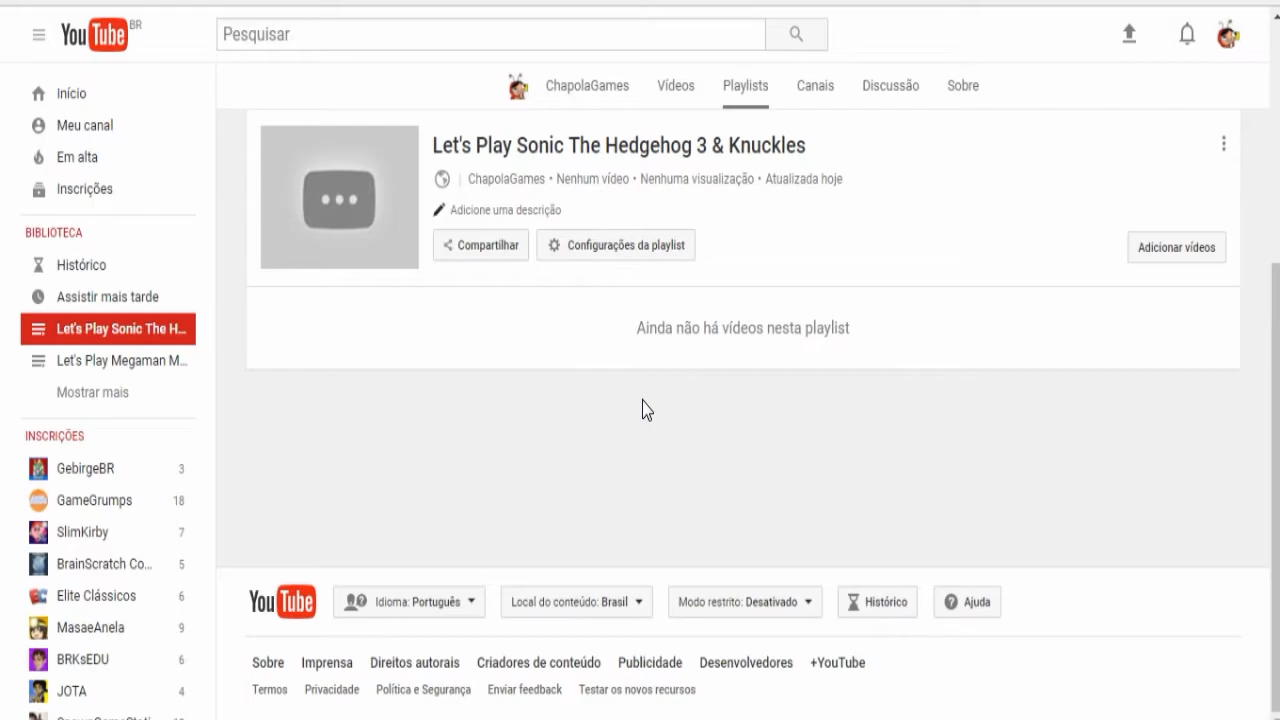 YouTube BR
Pesquisar
ChapolaGames Vídeos Playlists Canais Discussão Sobre
Início
Meu canal
Em alta
Inscrições
BIBLIOTECA
Histórico
Assistir mais tarde
Let's Play Sonic The H...
Let's Play Megaman M...
Mostrar mais
INSCRIÇÕES
GebirgeBR 3
GameGrumps 18
SlimKirby 7
BrainScratch Co... 5
Elite Clássicos 6
MasaeAnela 9
BRKsEDU 6
JOTA 4
Let's Play Sonic The Hedgehog 3 & Knuckles
ChapolaGames • Nenhum vídeo • Nenhuma visualização • Atualizada hoje
Adicione uma descrição
Compartilhar Configurações da playlist Adicionar vídeos
Ainda não há vídeos nesta playlist
YouTube Idioma: Português Local do conteúdo: Brasil Modo restrito: Desativado Histórico Ajuda
Sobre Imprensa Direitos autorais Criadores de conteúdo Publicidade Desenvolvedores +YouTube
Termos Privacidade Política e Segurança Enviar feedback Testar os novos recursos